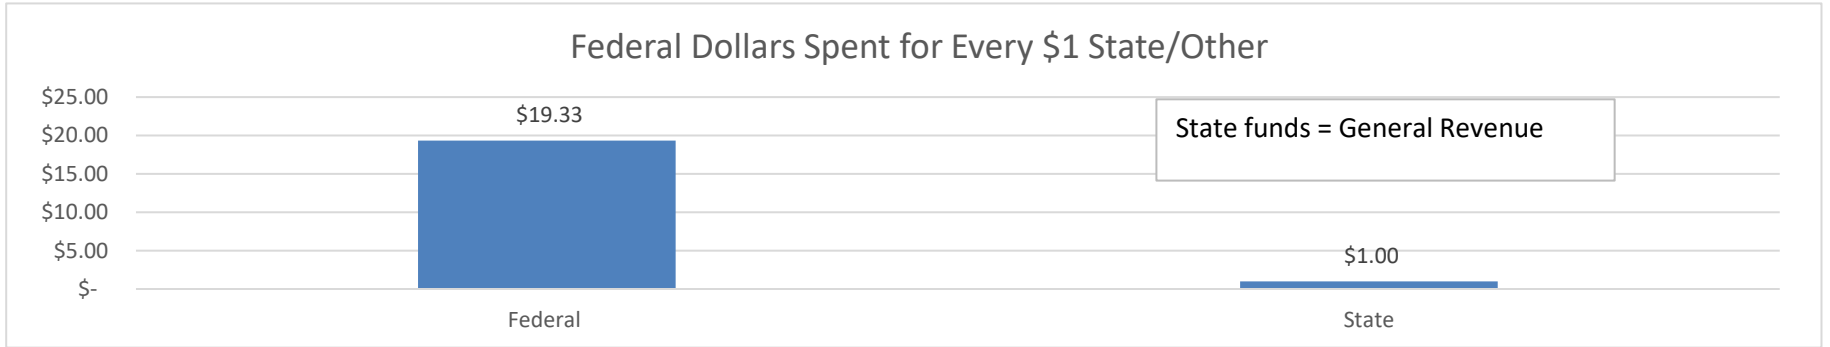 Federal Dollars Spent for Every $1 State/Other
$25.00
$20.00
$15.00
$10.00
$5.00
$-
$19.33
$1.00
State funds = General Revenue
Federal
State